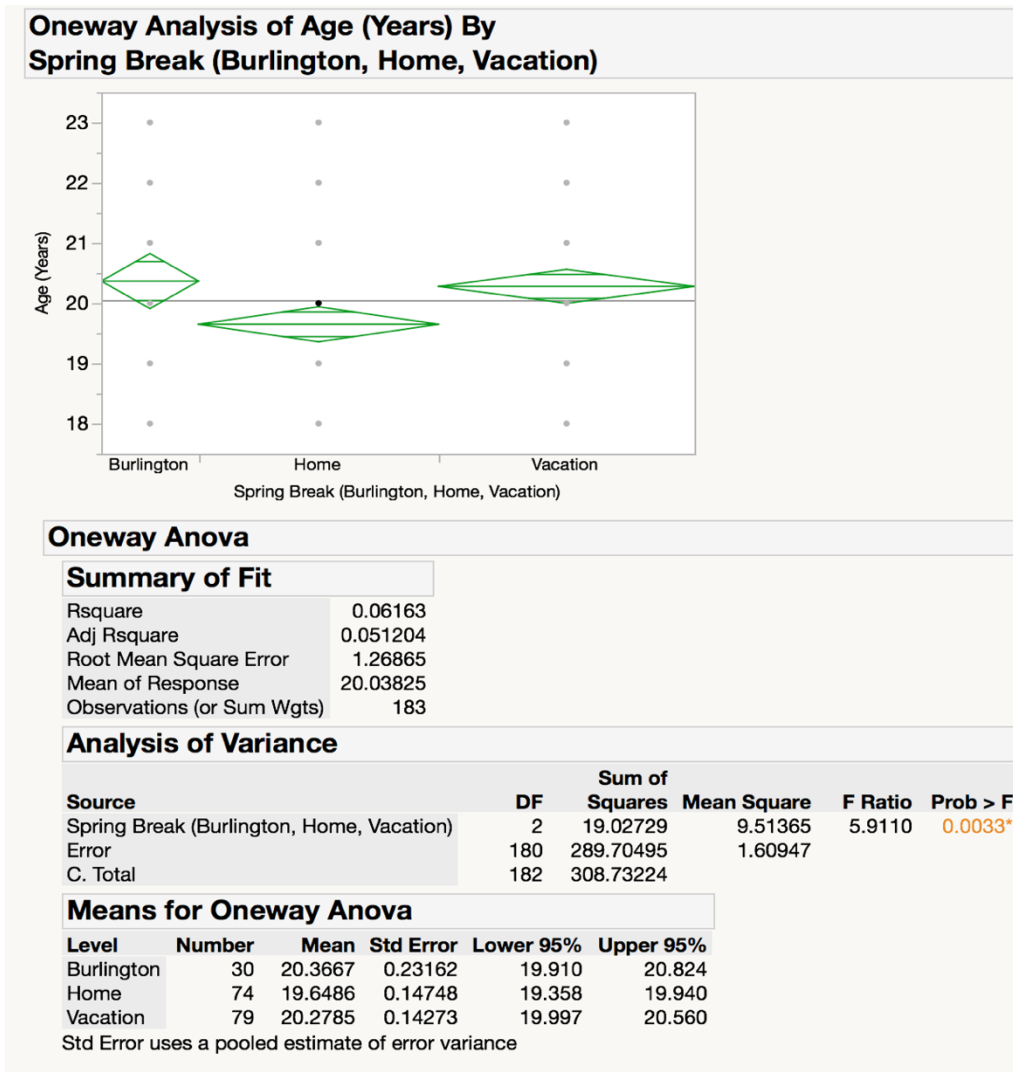 Oneway Analysis of Age (Years) By
Spring Break (Burlington, Home, Vacation)
23
22
21
20
19
18
Age (Years)
Burlington Home Vacation
Spring Break (Burlington, Home, Vacation)
Oneway Anova
Summary of Fit
Rsquare 0.06163
Adj Rsquare 0.051204
Root Mean Square Error 1.26865
Mean of Response 20.03825
Observations (or Sum Wgts) 183
Analysis of Variance
Sum of
Source DF Squares Mean Square F Ratio Prob > F
Spring Break (Burlington, Home, Vacation) 2 19.02729 9.51365 5.9110 0.0033*
Error 180 289.70495 1.60947
C. Total 182 308.73224
Means for Oneway Anova
Level Number Mean Std Error Lower 95% Upper 95%
Burlington 30 20.3667 0.23162 19.910 20.824
Home 74 19.6486 0.14748 19.358 19.940
Vacation 79 20.2785 0.14273 19.997 20.560
Std Error uses a pooled estimate of error variance